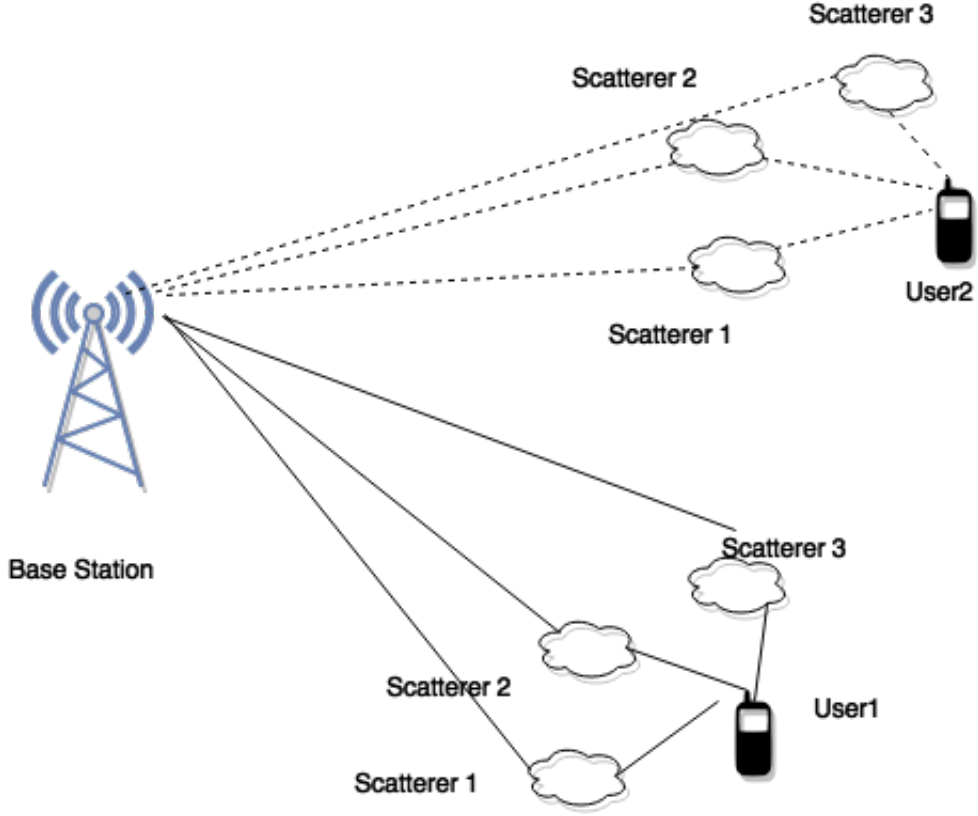 Scatterer 3
Scatterer 2
User2
Scatterer 1
Base Station
Scatterer 3
Scatterer 2
User1
Scatterer 1